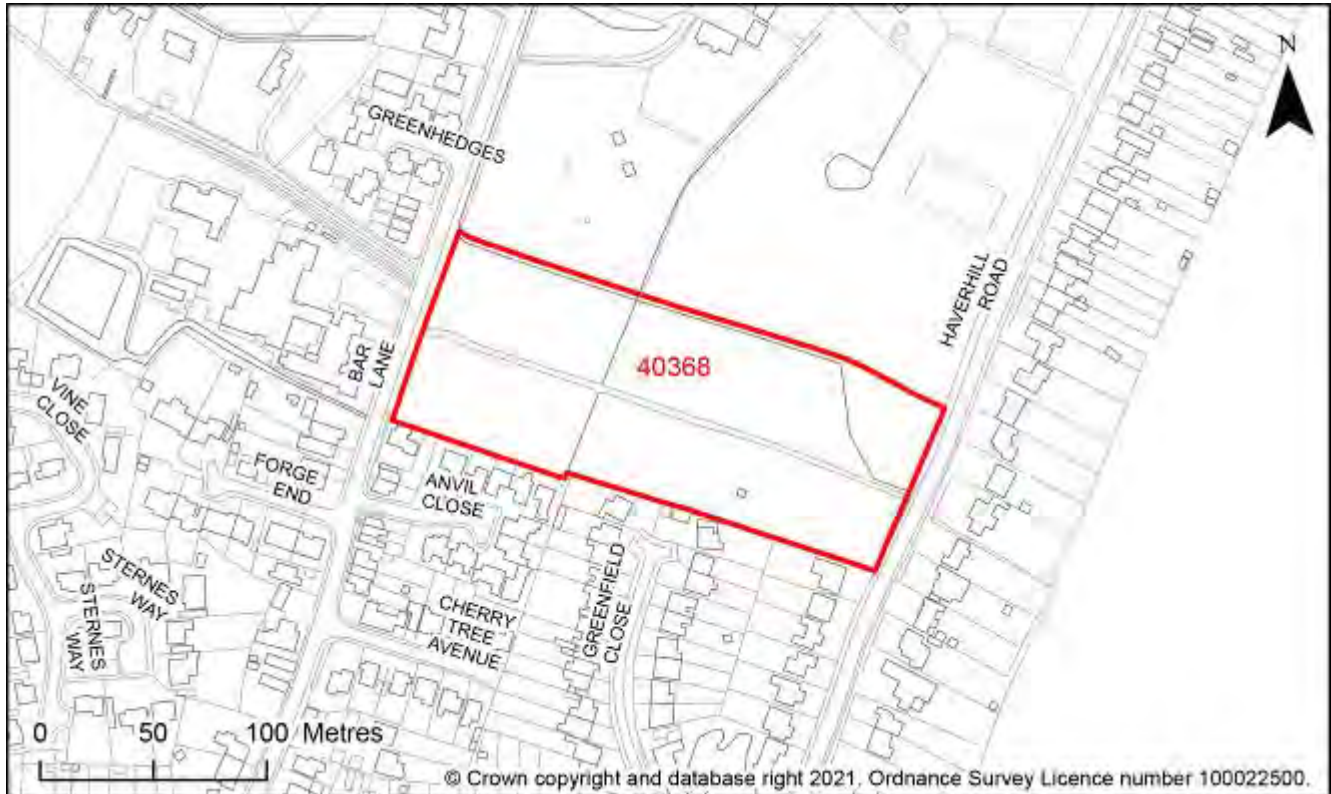 N
GREENHEDGES
HAVERHILL
ROAD
40368
BAR
LANE
VINE
CLOSE
FORGE
END
ANVIL
CLOSE
STERNES
WAY
STERNES
WAY
CHERRY
TREE
AVENUE
GREENFIELD
CLOSE
0 50 100 Metres
© Crown copyright and database right 2021. Ordnance Survey Licence number 100022500.